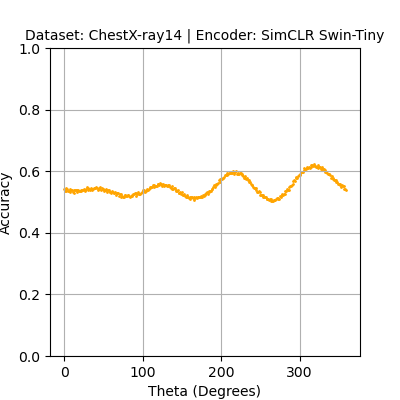 Dataset: ChestX-ray14 | Encoder: SimCLR Swin-Tiny
1.0
0.8
0.6
0.4
0.2
0.0
Accuracy
0 100 200 300
Theta (Degrees)